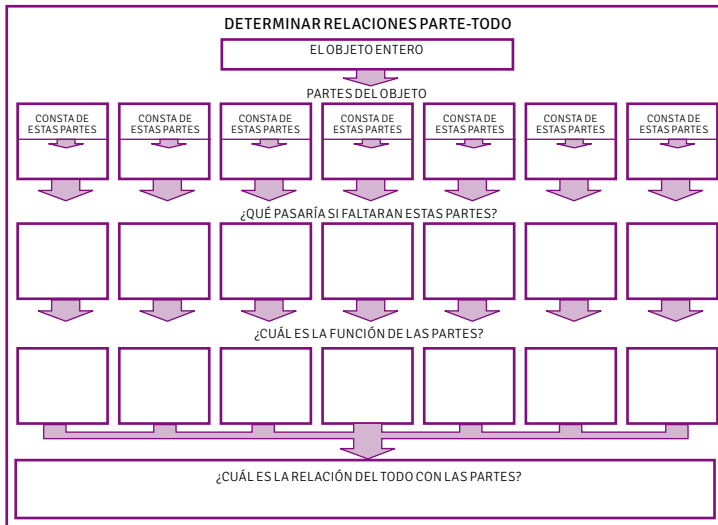 DETERMINAR RELACIONES PARTE-TODO
EL OBJETO ENTERO
PARTES DEL OBJETO
CONSTA DE
ESTAS PARTES
CONSTA DE
ESTAS PARTES
CONSTA DE
ESTAS PARTES
CONSTA DE
ESTAS PARTES
CONSTA DE
ESTAS PARTES
CONSTA DE
ESTAS PARTES
CONSTA DE
ESTAS PARTES
¿QUÉ PASARÍA SI FALTARAN ESTAS PARTES?
¿CUÁL ES LA FUNCIÓN DE LAS PARTES?
¿CUÁL ES LA RELACIÓN DEL TODO CON LAS PARTES?